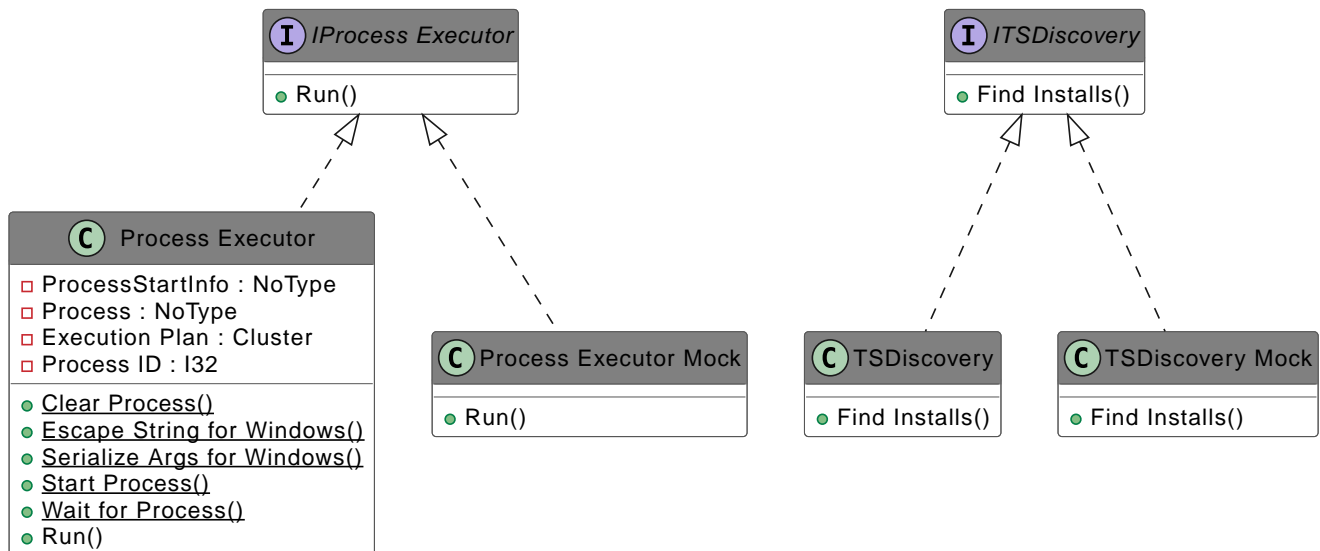 I IProcess Executor
Run()
I ITSDiscovery
Find Installs()
C Process Executor
ProcessStartInfo : NoType
Process : NoType
Execution Plan : Cluster
Process ID : I32
Clear Process()
Escape String for Windows()
Serialize Args for Windows()
Start Process()
Wait for Process()
Run()
C Process Executor Mock
Run()
C TSDiscovery
Find Installs()
C TSDiscovery Mock
Find Installs()